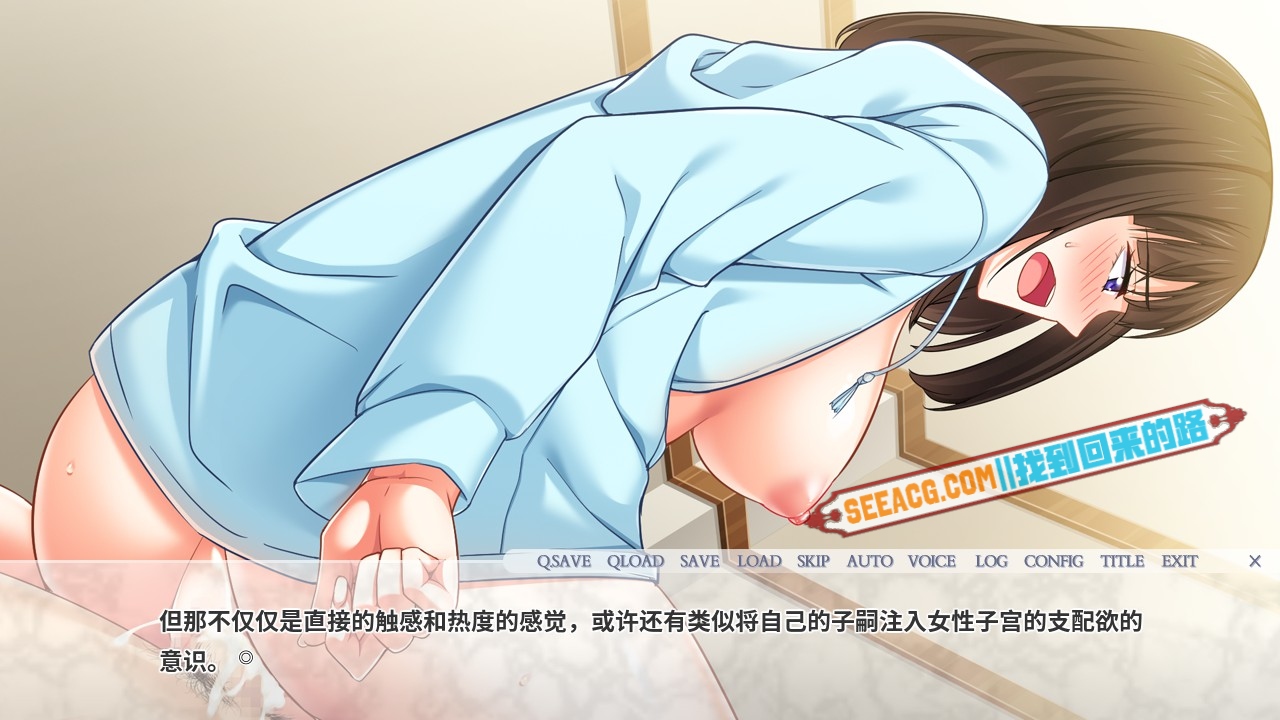 SEEACG.COM||找到回来的路
Q.SAVE QLOAD SAVE LOAD SKIP AUTO VOICE LOG CONFIG TITLE EXIT ×
但那不仅仅是直接的触感和热度的感觉，或许还有类似将自己的子嗣注入女性子宫的支配欲的
意识。◎